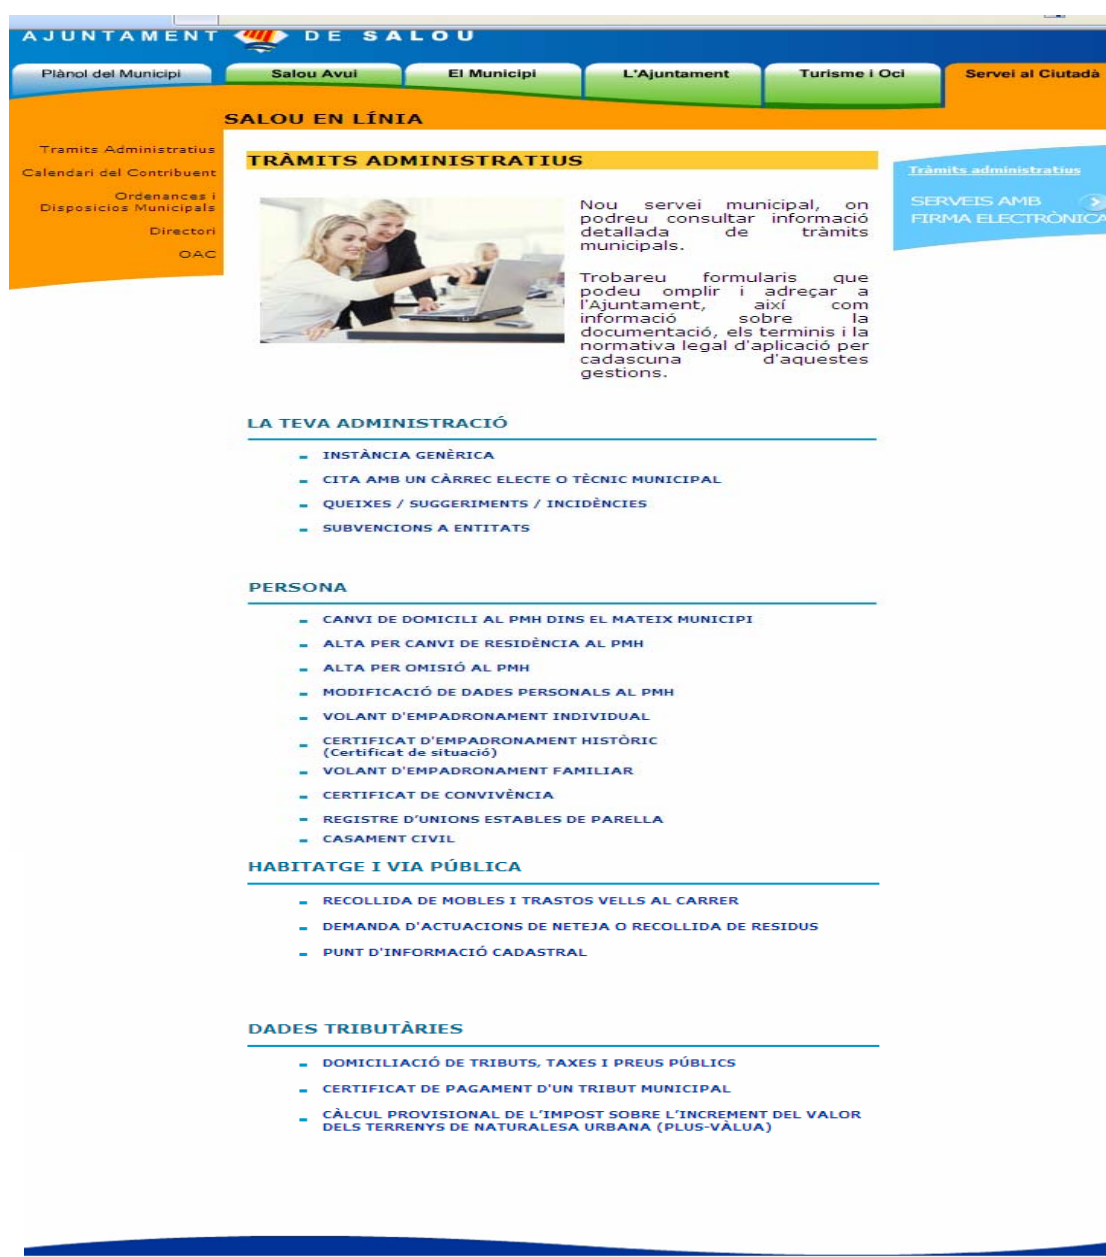 AJUNTAMENT DE SALOU
Plànol del Municipi
Salou Avui
El Municipi
L'Ajuntament
Turisme i Oci
Servei al Ciutadà
SALOU EN LÍNIA
Tramits Administratius
Calendari del Contribuent
Ordenances i
Disposicios Municipals
Directori
OAC
TRÀMITS ADMINISTRATIUS
Nou servei municipal, on
podreu consultar informació
detallada de tràmits
municipals.
Trobareu formularis que
podeu omplir i adreçar a
l'Ajuntament, així com
informació sobre la
documentació, els terminis i la
normativa legal d'aplicació per
cadascuna d'aquestes
gestions.
Tràmits administratius
SERVEIS AMB
FIRMA ELECTRÒNICA
LA TEVA ADMINISTRACIÓ
INSTÀNCIA GENÈRICA
CITA AMB UN CÀRREC ELECTE O TÈCNIC MUNICIPAL
QUEIXES / SUGGERIMENTS / INCIDÈNCIES
SUBVENCIONS A ENTITATS
PERSONA
CANVI DE DOMICILI AL PMH DINS EL MATEIX MUNICIPI
ALTA PER CANVI DE RESIDÈNCIA AL PMH
ALTA PER OMISIÓ AL PMH
MODIFICACIÓ DE DADES PERSONALS AL PMH
VOLANT D'EMPADRONAMENT INDIVIDUAL
CERTIFICAT D'EMPADRONAMENT HISTÒRIC
(Certificat de situació)
VOLANT D'EMPADRONAMENT FAMILIAR
CERTIFICAT DE CONVIVÈNCIA
REGISTRE D'UNIONS ESTABLES DE PARELLA
CASAMENT CIVIL
HABITATGE I VIA PÚBLICA
RECOLLIDA DE MOBLES I TRASTOS VELLS AL CARRER
DEMANDA D'ACTUACIONS DE NETEJA O RECOLLIDA DE RESIDUS
PUNT D'INFORMACIÓ CADASTRAL
DADES TRIBUTÀRIES
DOMICILIACIÓ DE TRIBUTS, TAXES I PREUS PÚBLICS
CERTIFICAT DE PAGAMENT D'UN TRIBUT MUNICIPAL
CÀLCUL PROVISIONAL DE L'IMPOST SOBRE L'INCREMENT DEL VALOR
DELS TERRENYS DE NATURALESA URBANA (PLUS-VÀLUA)